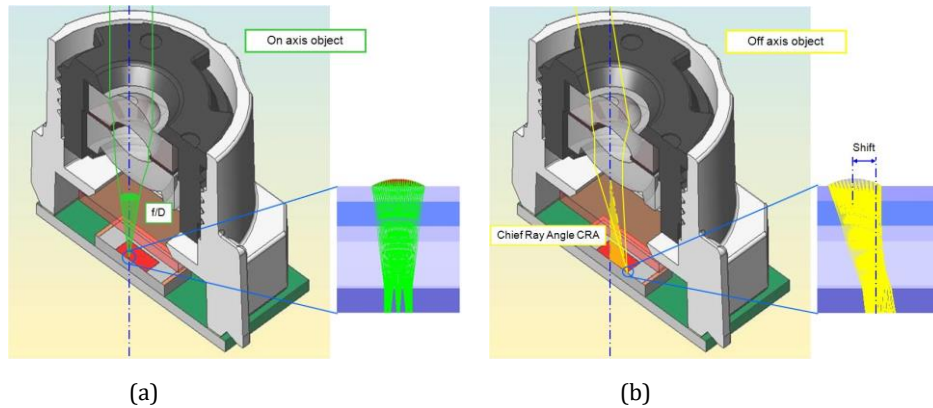 On axis object
f/D
(a)
Off axis object
Shift
Chief Ray Angle CRA
(b)